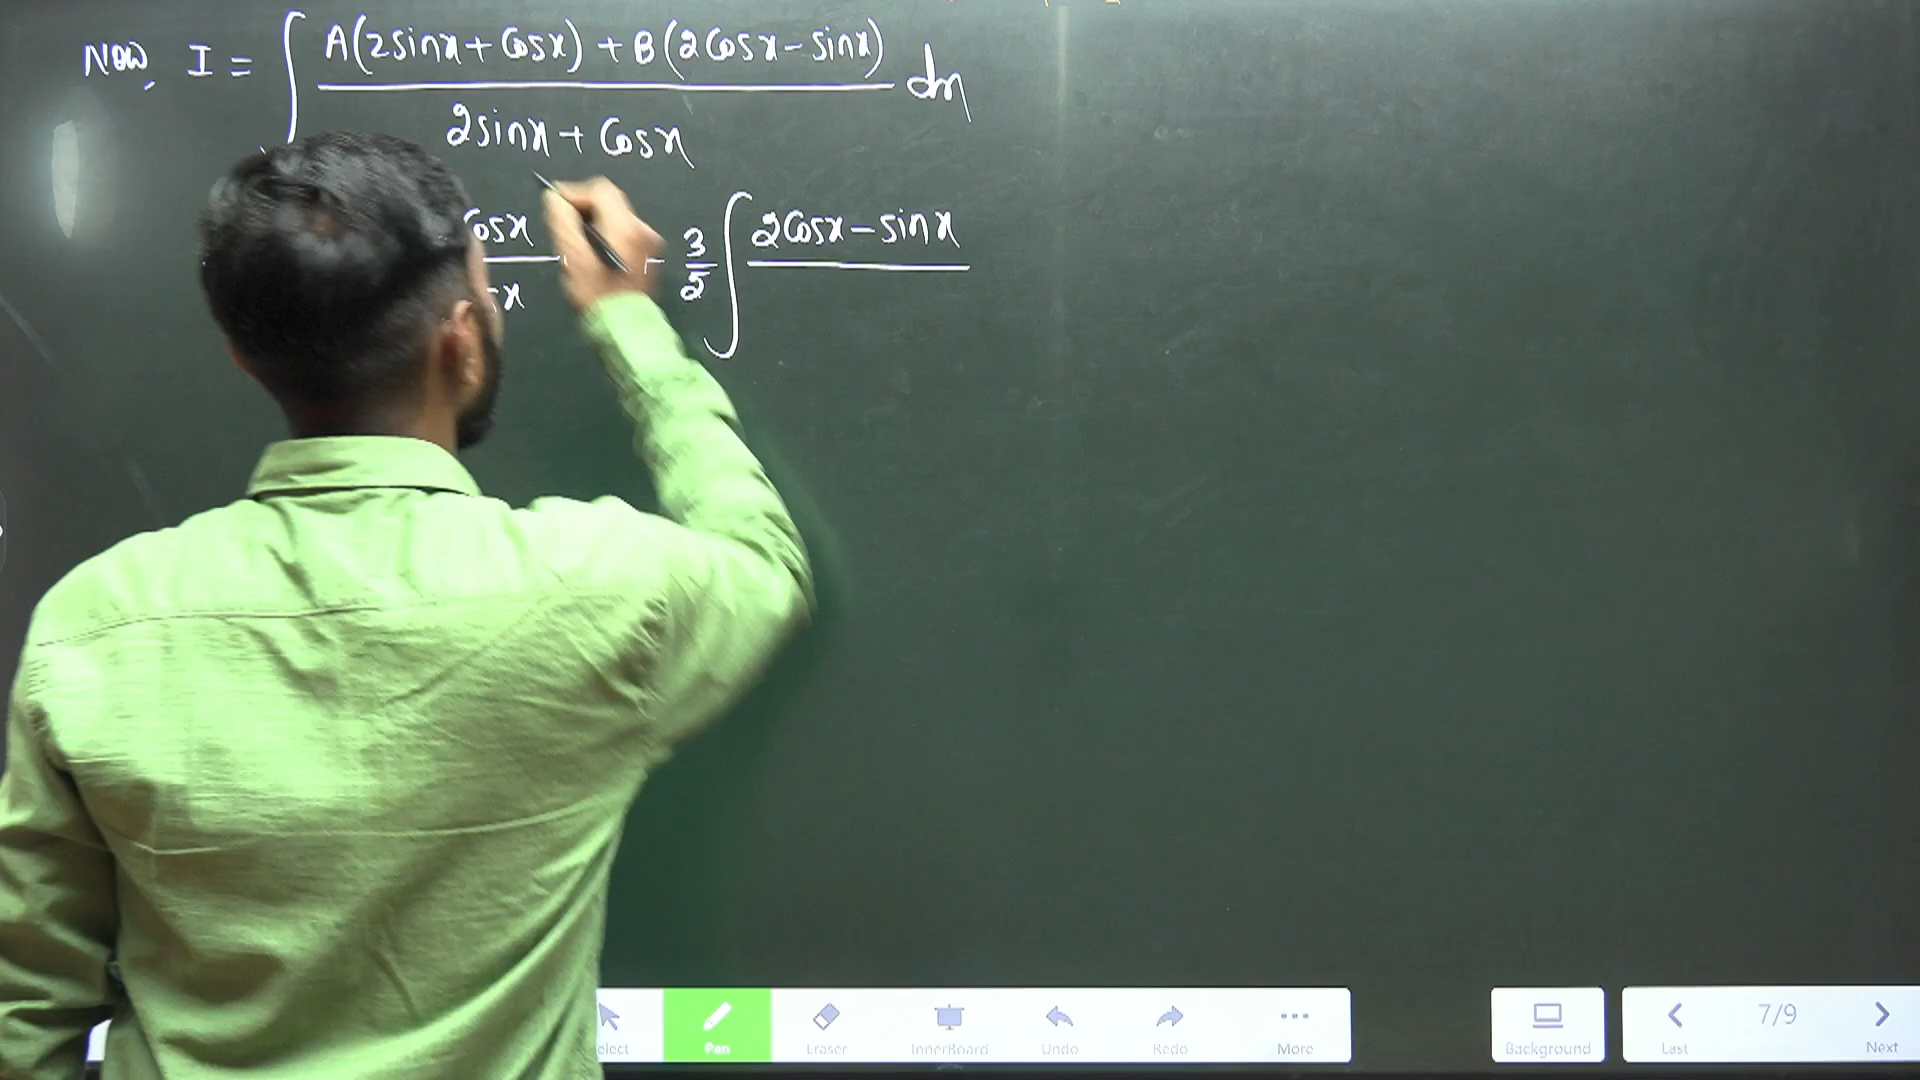 Now, I = ∫ A(2sinx + Cosx) + B(2Cosx - sinx) dx
2sinx + Cosx
Cosx - 3/5 ∫ 2Cosx - sinx
x
elect Pen Eraser InnerBoard Undo Redo More Background Last 7/9 Next